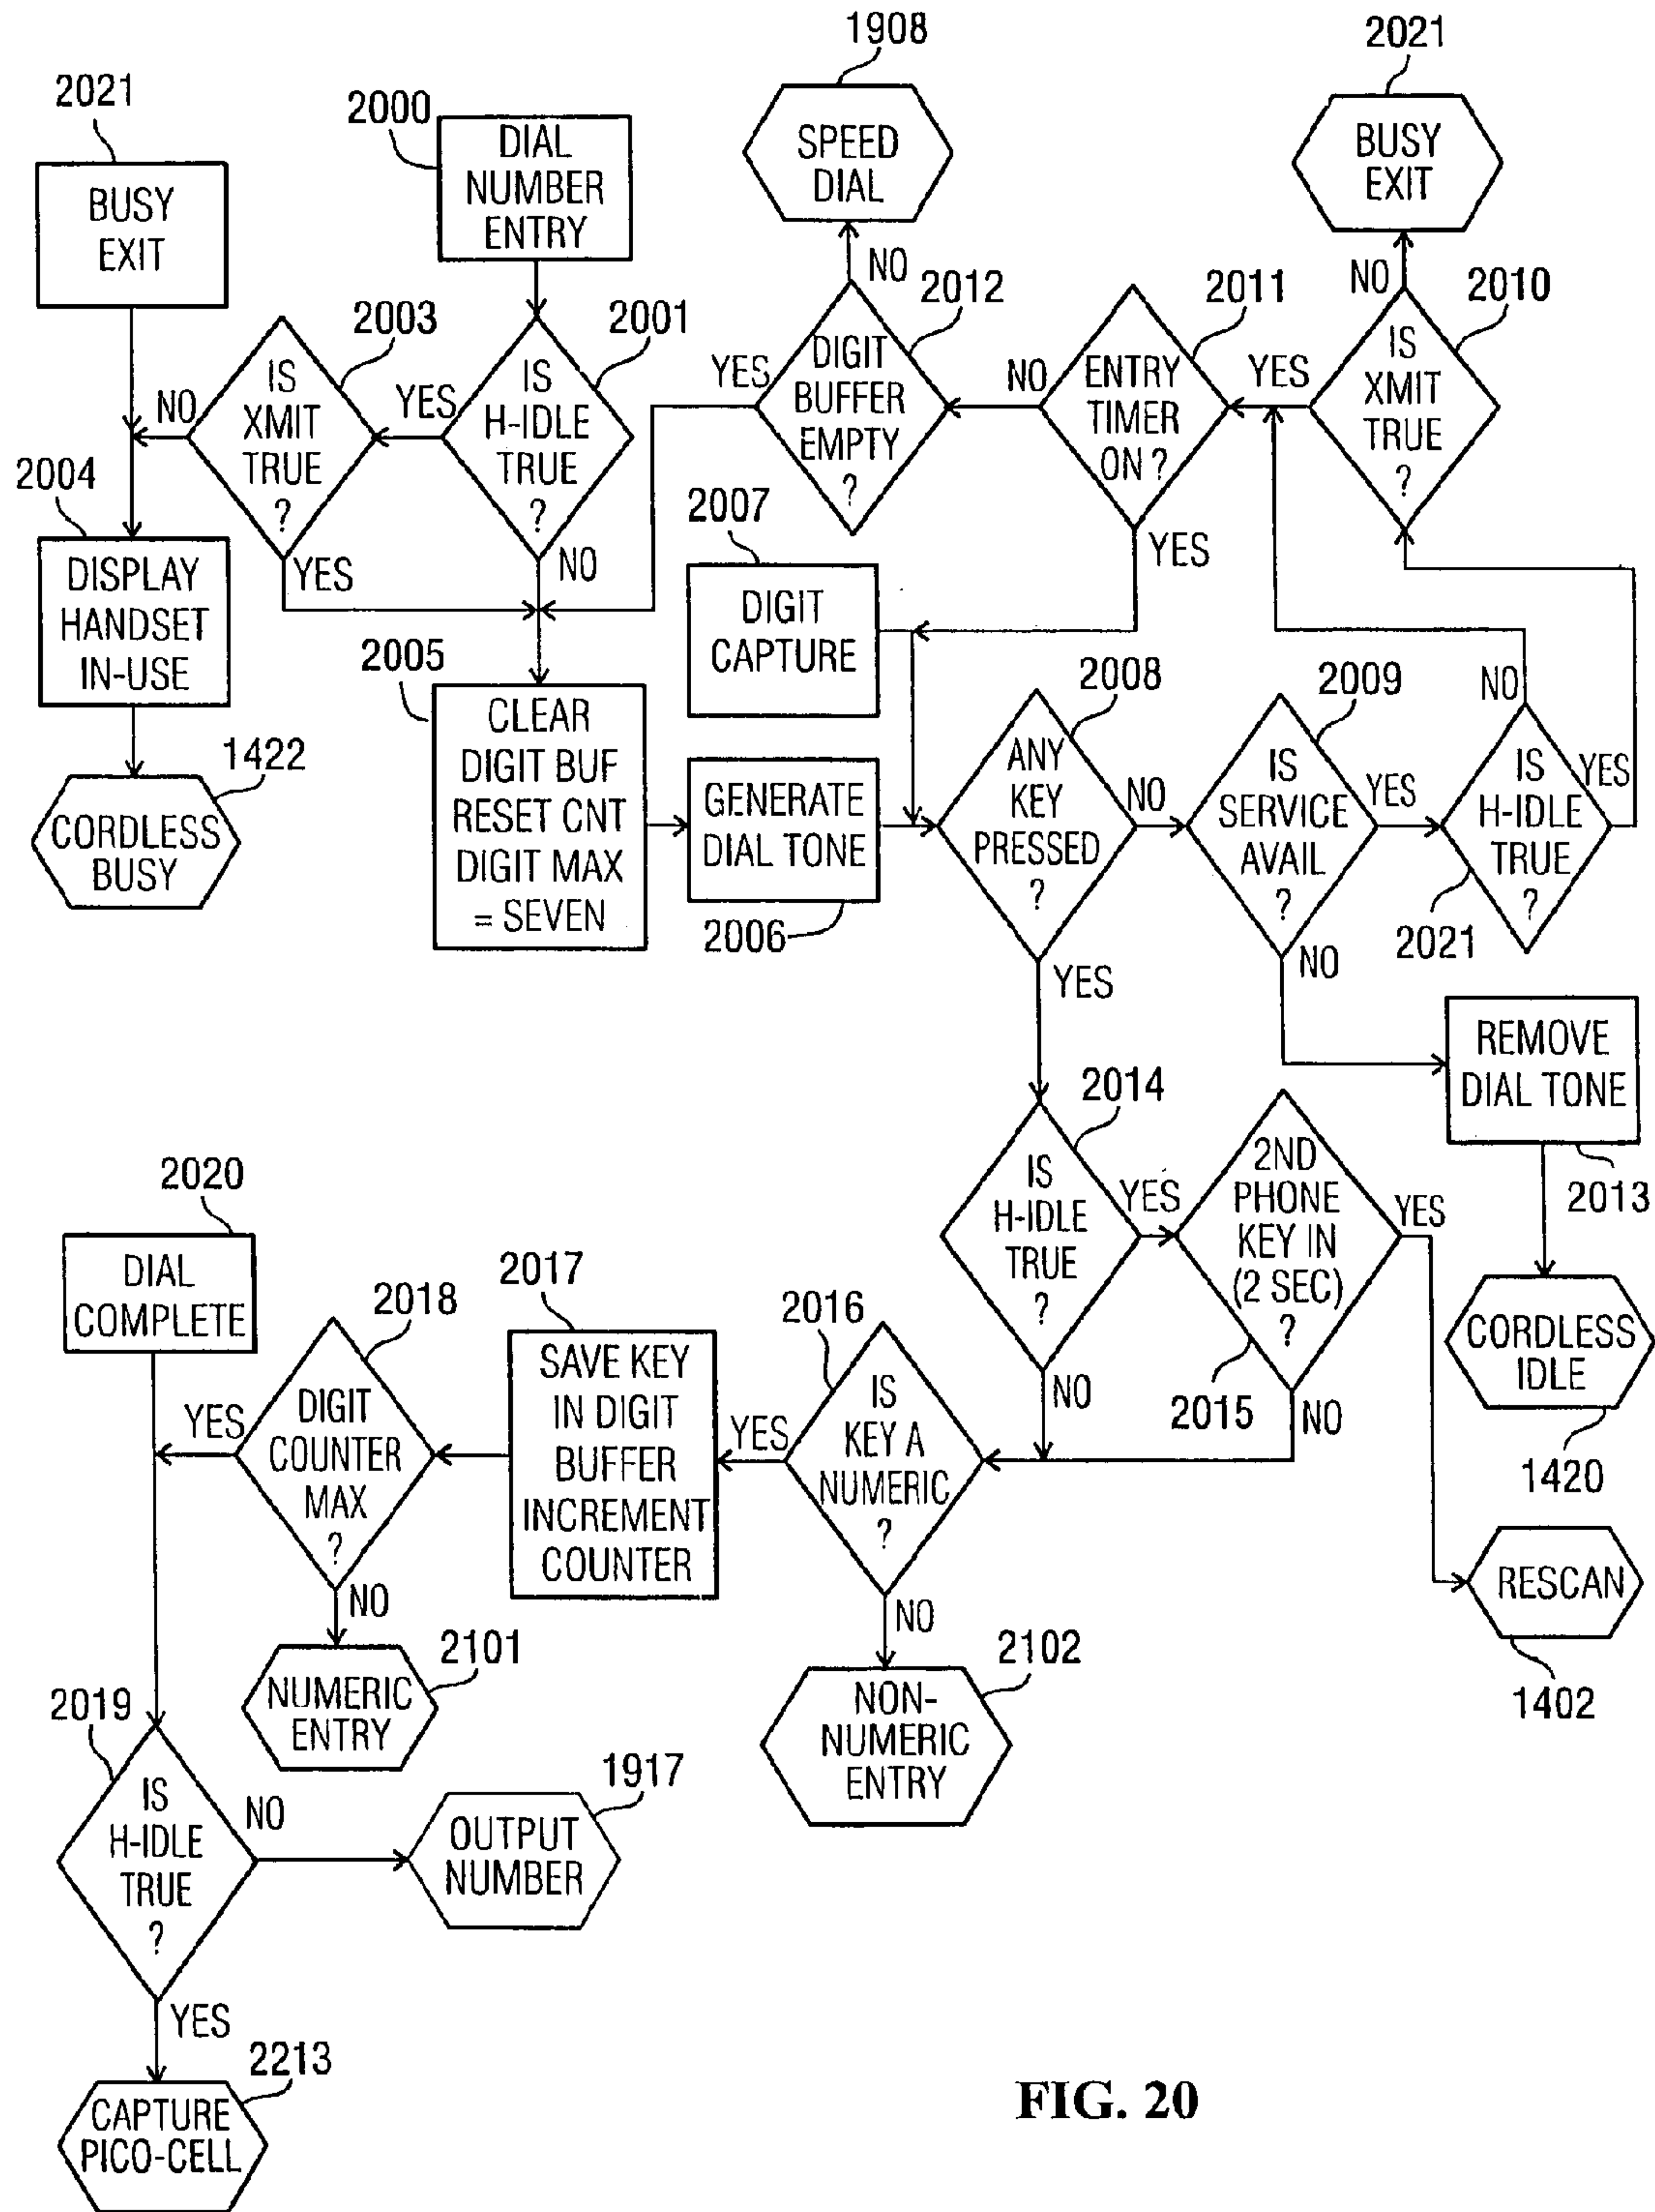 1908
2021
2021
2000
SPEED
DIAL
BUSY
EXIT
BUSY
EXIT
DIAL
NUMBER
ENTRY
NO
2012
2011
NO
2010
2003
2001
IS
XMIT
TRUE
?
NO
YES
IS
H-IDLE
TRUE
?
YES
DIGIT
BUFFER
EMPTY
?
NO
ENTRY
TIMER
ON ?
YES
IS
XMIT
TRUE
?
2004
YES
NO
2007
YES
DISPLAY
HANDSET
IN-USE
DIGIT
CAPTURE
2005
2008
2009
NO
1422
CORDLESS
BUSY
CLEAR
DIGIT BUF
RESET CNT
DIGIT MAX
= SEVEN
GENERATE
DIAL TONE
2006
ANY
KEY
PRESSED
?
NO
IS
SERVICE
AVAIL
?
YES
IS
H-IDLE
TRUE
?
YES
2021
YES
NO
REMOVE
DIAL TONE
2013
2014
IS
H-IDLE
TRUE
?
YES
2ND
PHONE
KEY IN
(2 SEC)
?
YES
2015
NO
NO
CORDLESS
IDLE
1420
2020
DIAL
COMPLETE
2018
2017
2016
YES
DIGIT
COUNTER
MAX
?
SAVE KEY
IN DIGIT
BUFFER
INCREMENT
COUNTER
YES
IS
KEY A
NUMERIC
?
RESCAN
1402
NO
NO
2101
2102
NUMERIC
ENTRY
NON-
NUMERIC
ENTRY
2019
IS
H-IDLE
TRUE
?
NO
1917
OUTPUT
NUMBER
YES
2213
CAPTURE
PICO-CELL
FIG. 20